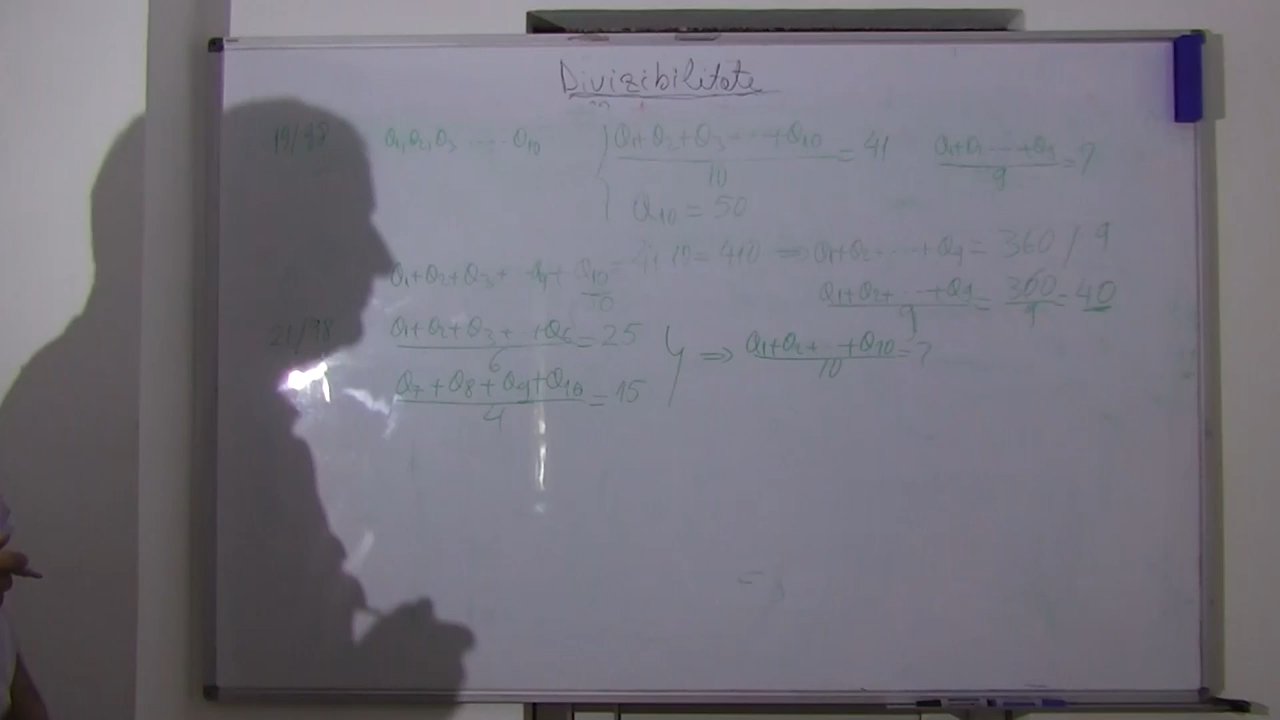 Divizibilitate
19/98 a1,a2,a3 ..... a10 { a1+a2+a3+...+a10 / 10 = 41 a1+a2+...+a9 / 9 = ?
a10 = 50
a1+a2+a3+...+a9+a10 = 41·10 = 410 ⇒ a1+a2+...+a9 = 360 / 9
a1+a2+...+a9 / 9 = 360 / 9 = 40
21/98 a1+a2+a3+...+a6 / 6 = 25 } ⇒ a1+a2+...+a10 / 10 = ?
a7+a8+a9+a10 / 4 = 15